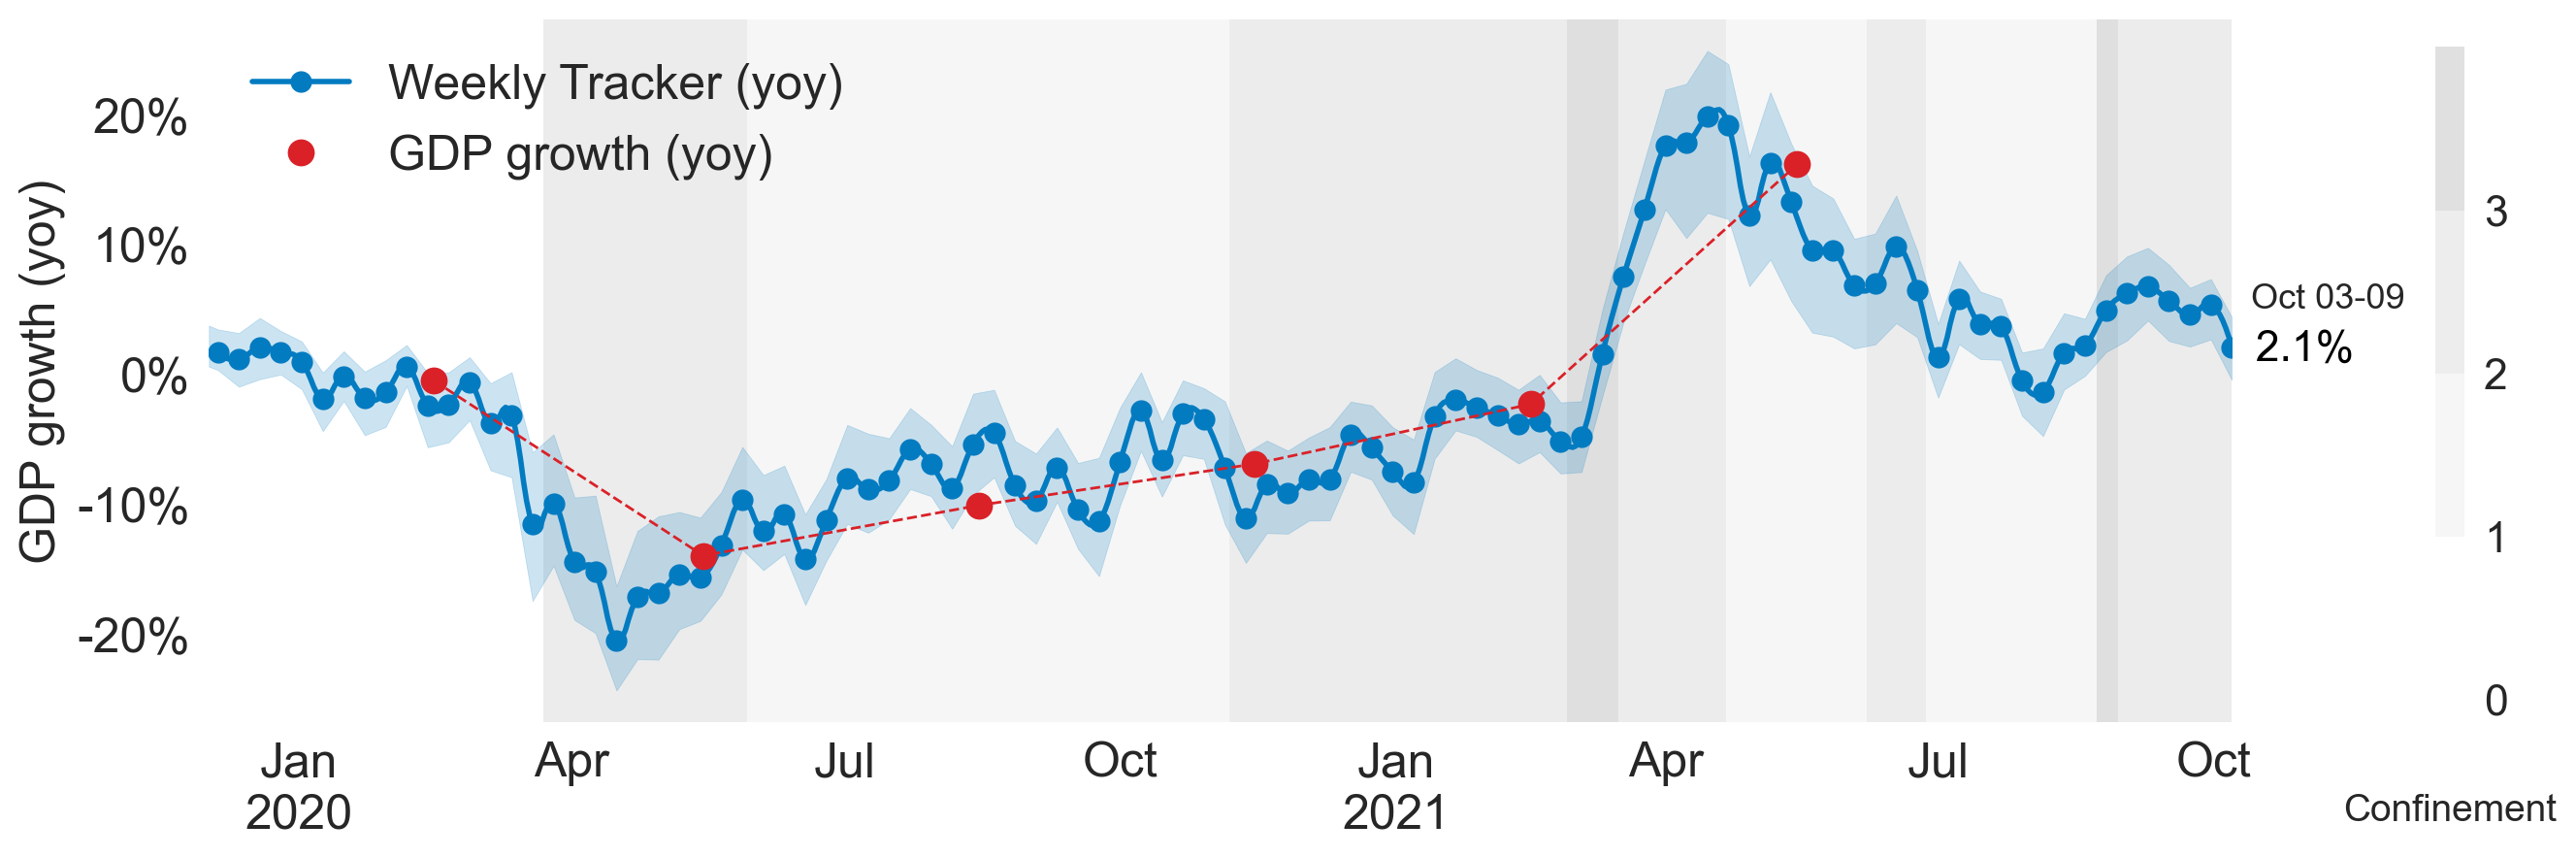 Weekly Tracker (yoy)
GDP growth (yoy)
GDP growth (yoy)
20%
10%
0%
-10%
-20%
Jan
2020
Apr
Jul
Oct
Jan
2021
Apr
Jul
Oct
Oct 03-09
2.1%
3
2
1
0
Confinement